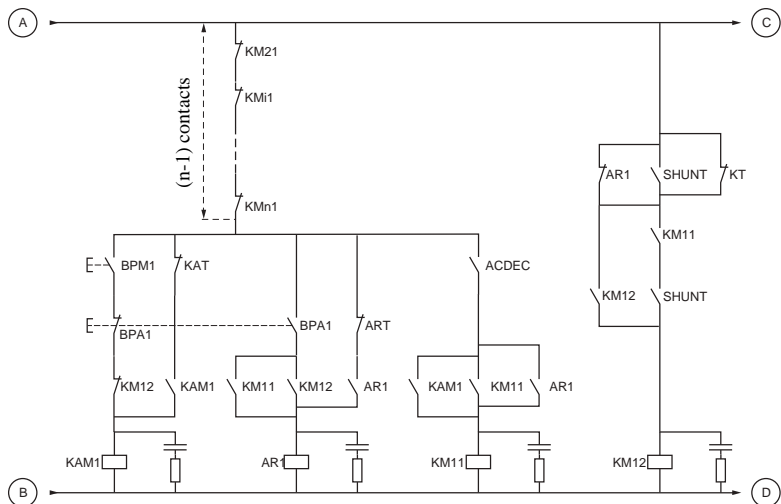 A
C
KM21
KMi1
(n-1) contacts
KMn1
AR1
SHUNT
KT
KM11
BPM1
KAT
ACDEC
KM12
SHUNT
BPA1
BPA1
ART
KM12
KAM1
KM11
KM12
AR1
KAM1
KM11
AR1
KAM1
AR1
KM11
KM12
B
D